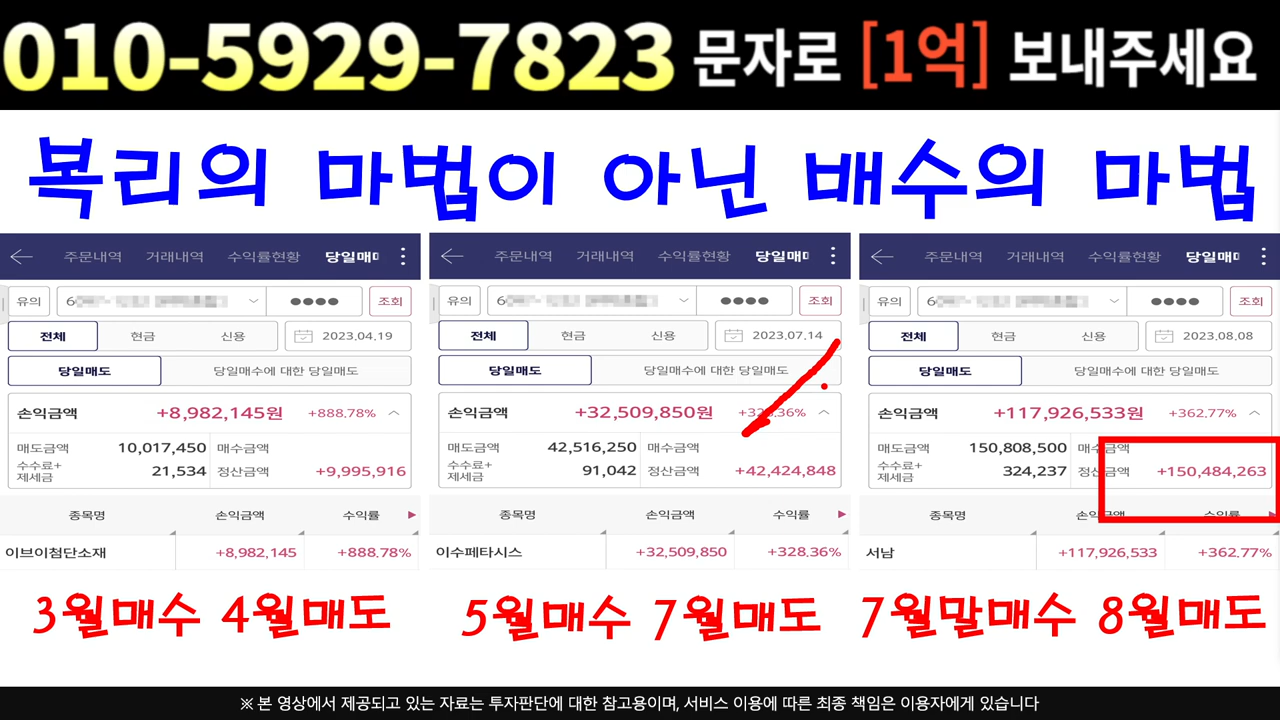 010-5929-7823 문자로 [1억] 보내주세요
복리의 마법이 아닌 배수의 마법
주문내역 거래내역 수익률현황 당일매
유의 6 ●●●● 조회
전체 현금 신용 2023.04.19
당일매도 당일매수에 대한 당일매도
손익금액 +8,982,145원 +888.78%
매도금액 10,017,450 매수금액
수수료+제세금 21,534 정산금액 +9,995,916
종목명 손익금액 수익률
이브이첨단소재 +8,982,145 +888.78%
3월매수 4월매도
주문내역 거래내역 수익률현황 당일매
유의 6 ●●●● 조회
전체 현금 신용 2023.07.14
당일매도 당일매수에 대한 당일매도
손익금액 +32,509,850원
매도금액 42,516,250 매수금액
수수료+제세금 91,042 정산금액 +42,424,848
종목명 손익금액 수익률
이수페타시스 +32,509,850 +328.36%
5월매수 7월매도
주문내역 거래내역 수익률현황 당일매
유의 6 ●●●● 조회
전체 현금 신용 2023.08.08
당일매도 당일매수에 대한 당일매도
손익금액 +117,926,533원 +362.77%
매도금액 150,808,500 매수금액
수수료+제세금 324,237 정산금액 +150,484,263
종목명 손익금액 수익률
서남 +117,926,533 +362.77%
7월말매수 8월매도
※ 본 영상에서 제공되고 있는 자료는 투자판단에 대한 참고용이며, 서비스 이용에 따른 최종 책임은 이용자에게 있습니다